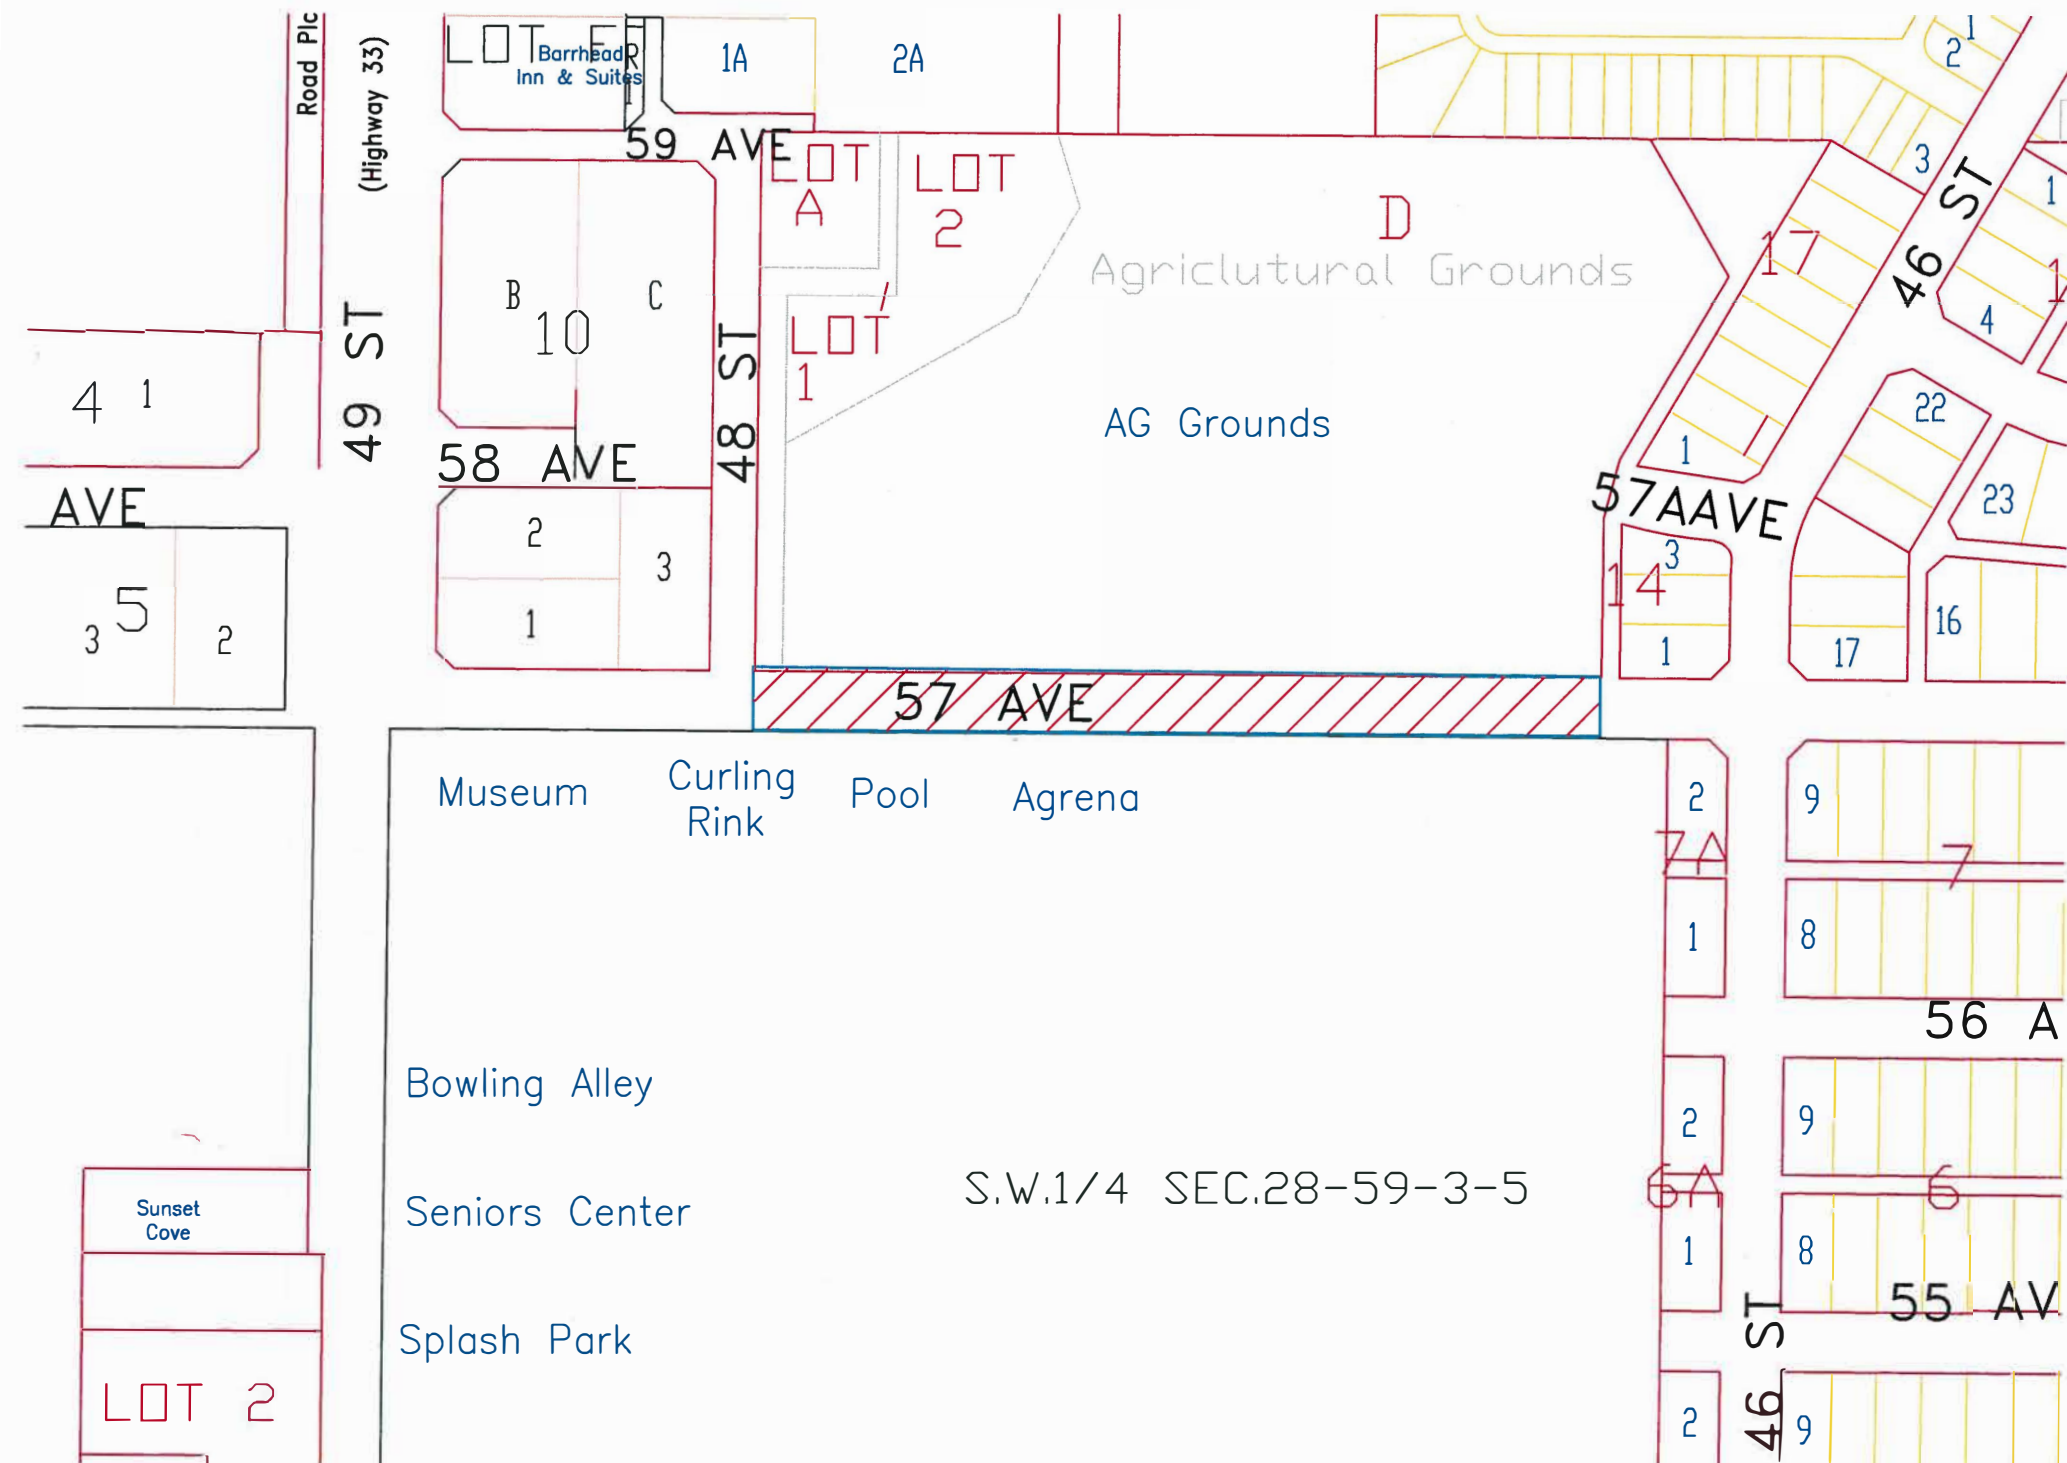 Road Plc
(Highway 33)
LOT E
Barrhead
Inn & Suites
1A
2A
1
2
3
59 AVE
LOT
A
LOT
2
D
Agriclutural Grounds
17
46 ST
1
4
B
10
C
49 ST
48 ST
LOT
1
AG Grounds
4 1
58 AVE
1
22
23
57AAVE
AVE
2
3
1
5
3
2
3
14
1
17
16
57 AVE
Museum
Curling
Rink
Pool
Agrena
2
7A
1
9
7
8
56 A
Bowling Alley
2
9
Seniors Center
S.W.1/4 SEC.28-59-3-5
6A
1
6
8
Sunset
Cove
55 AV
Splash Park
46 ST
LOT 2
2
9